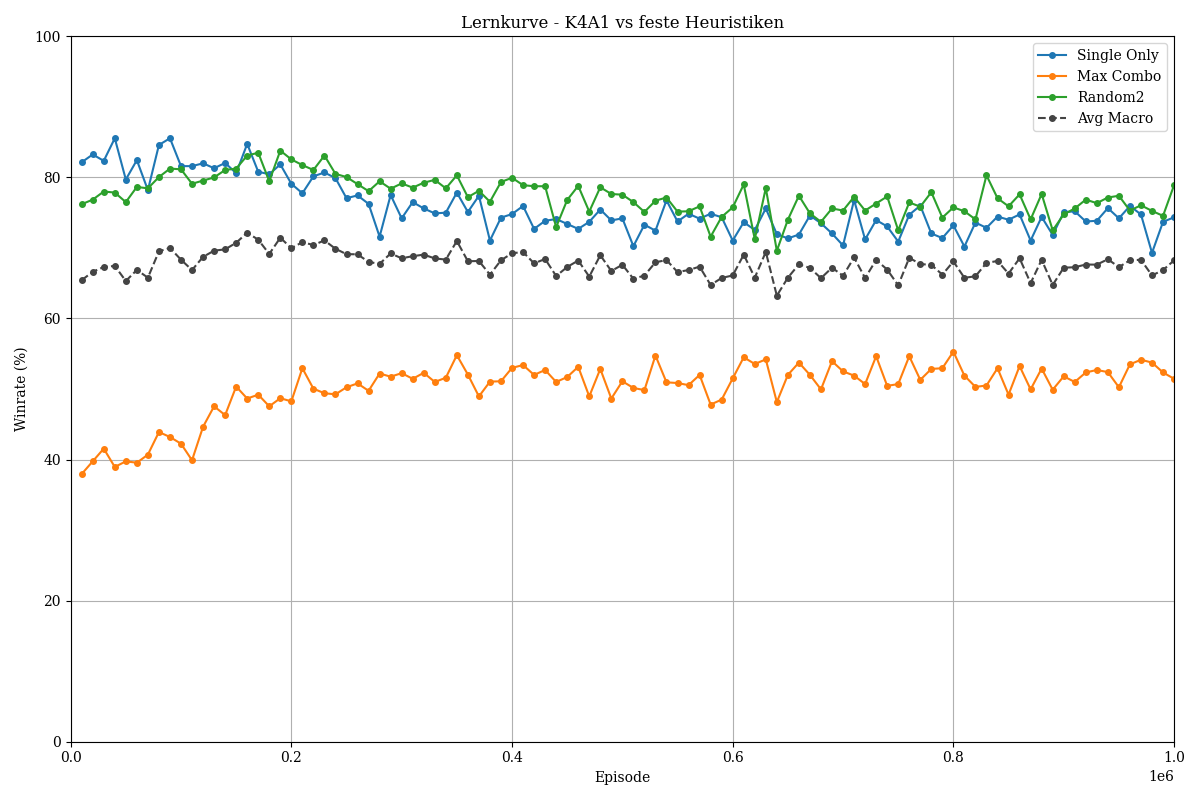 Lernkurve - K4A1 vs feste Heuristiken
100
80
60
40
20
0
Winrate (%)
Single Only
Max Combo
Random2
Avg Macro
0.0
0.2
0.4
0.6
0.8
1.0
1e6
Episode